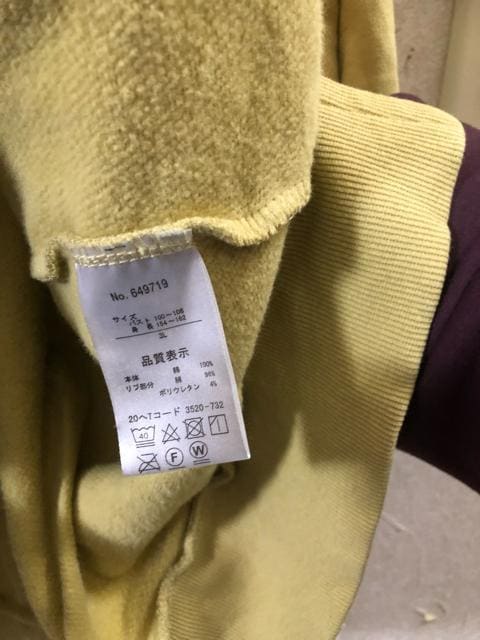 No. 649719
サイズ
バスト 100～108
身 長 154～162
3L
品質表示
本体 綿 100%
リブ部分 綿 96%
ポリウレタン 4%
20ヘTコード 3520-732
40
F W